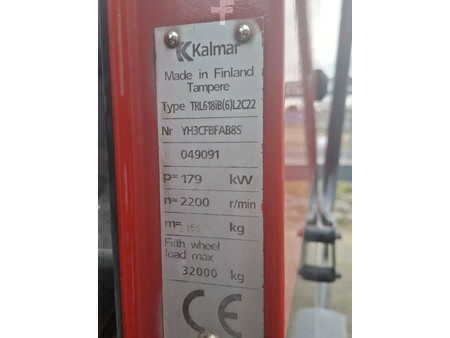 Kalmar
Made in Finland
Tampere
Type TRL618iB(6)L2C22
Nr YH3CFBFAB8S
049091
p= 179 kW
n= 2200 r/min
m= kg
Fifth wheel
load max
32000 kg
CE